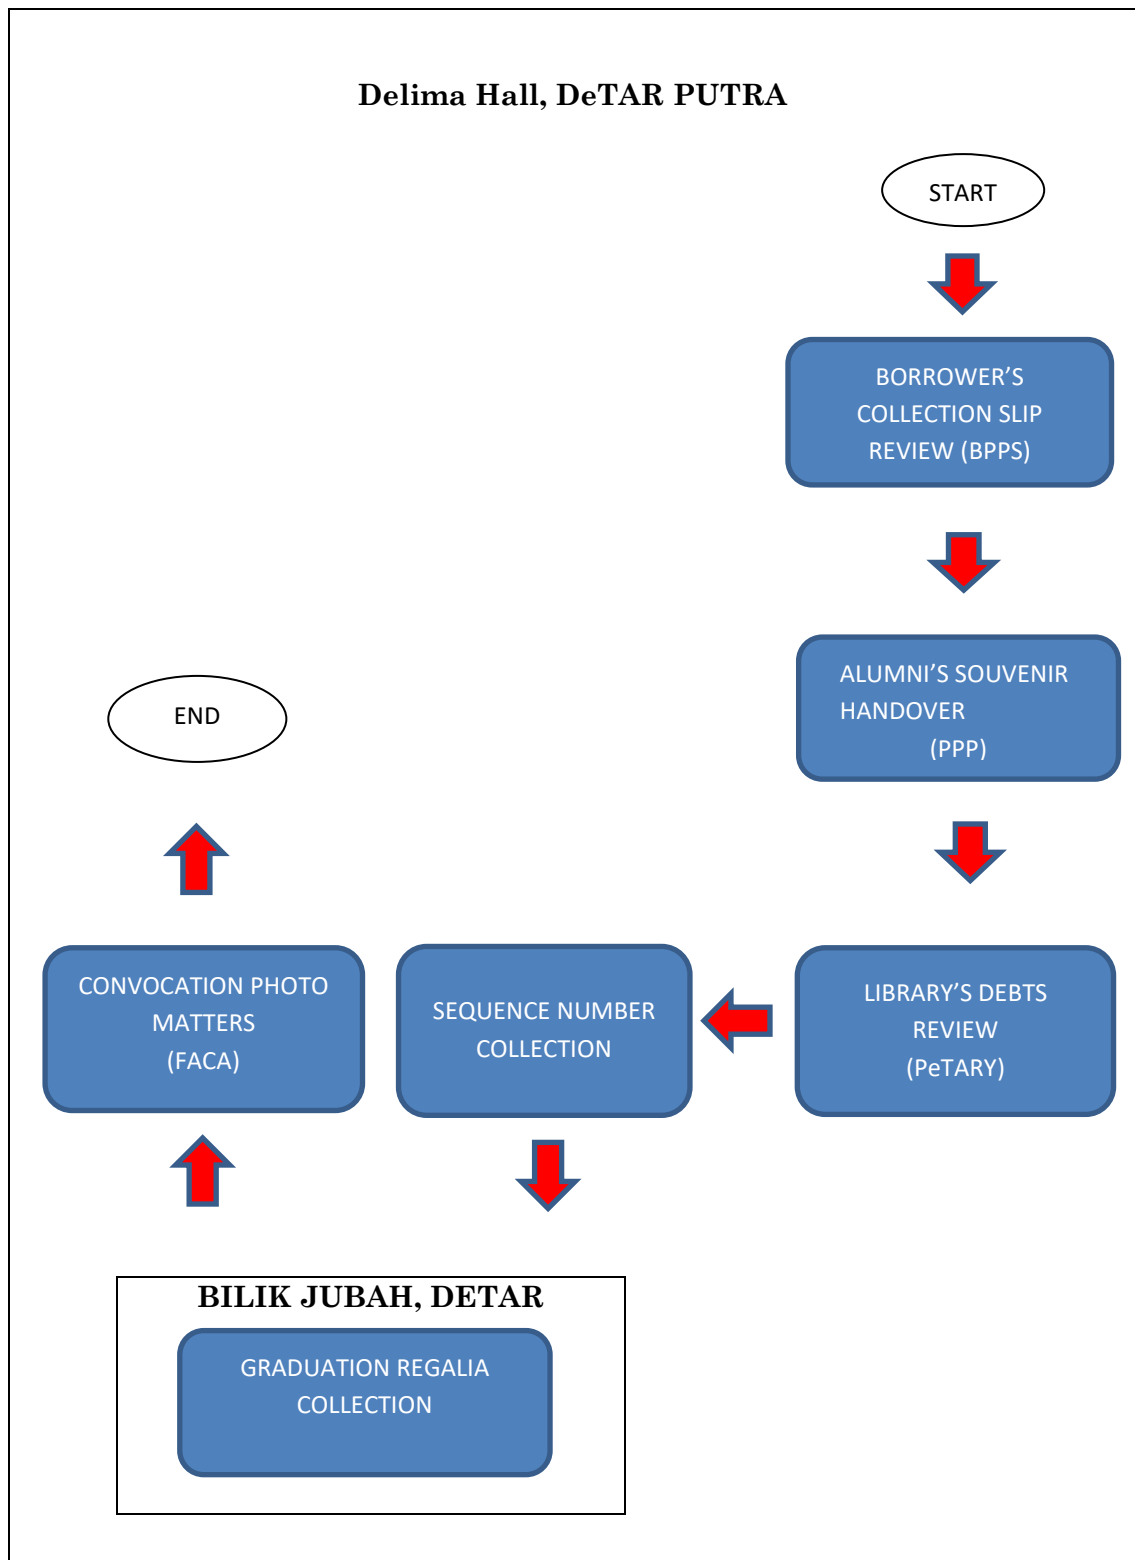 Delima Hall, DeTAR PUTRA
START
BORROWER’S
COLLECTION SLIP
REVIEW (BPPS)
ALUMNI’S SOUVENIR
HANDOVER
(PPP)
LIBRARY’S DEBTS
REVIEW
(PeTARY)
SEQUENCE NUMBER
COLLECTION
BILIK JUBAH, DETAR
GRADUATION REGALIA
COLLECTION
CONVOCATION PHOTO
MATTERS
(FACA)
END